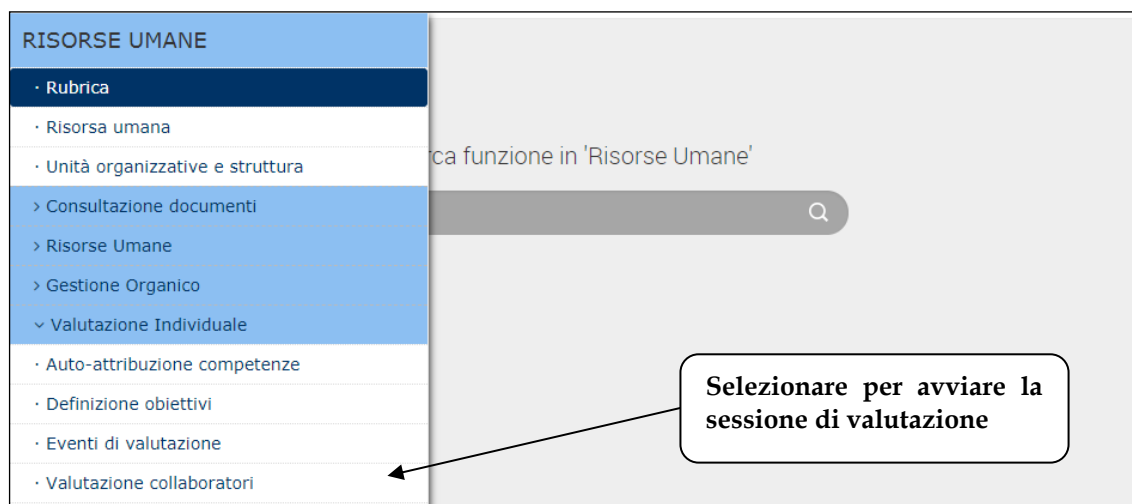 RISORSE UMANE
· Rubrica
· Risorsa umana
· Unità organizzative e struttura
> Consultazione documenti
> Risorse Umane
> Gestione Organico
˅ Valutazione Individuale
· Auto-attribuzione competenze
· Definizione obiettivi
· Eventi di valutazione
· Valutazione collaboratori
rca funzione in 'Risorse Umane'
Selezionare per avviare la
sessione di valutazione